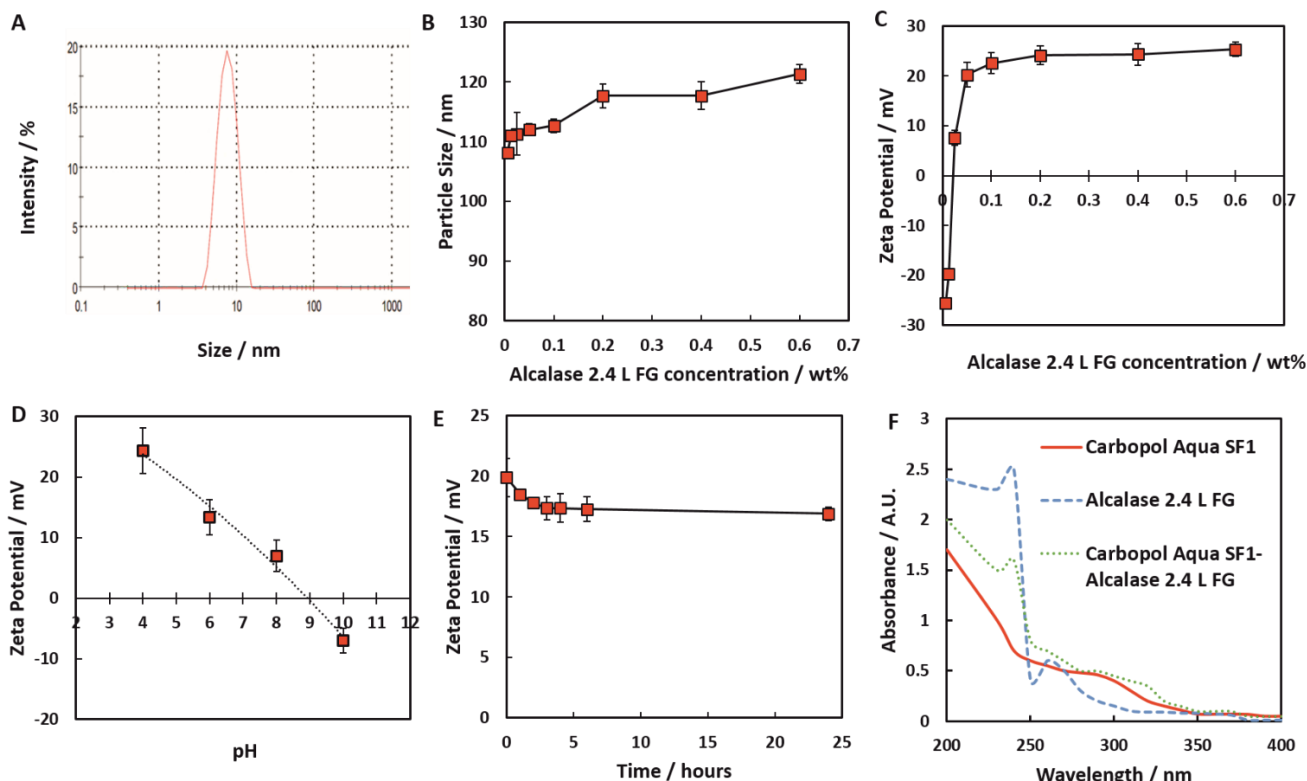 A
Intensity / %
20
15
10
5
0
0.1 1 10 100 1000
Size / nm
B
Particle Size / nm
130
120
110
100
90
80
0 0.1 0.2 0.3 0.4 0.5 0.6 0.7
Alcalase 2.4 L FG concentration / wt%
C
Zeta Potential / mV
30
20
10
0
-10
-20
-30
0 0.1 0.2 0.3 0.4 0.5 0.6 0.7
Alcalase 2.4 L FG concentration / wt%
D
Zeta Potential / mV
30
20
10
0
-10
-20
2 3 4 5 6 7 8 9 10 11 12
pH
E
Zeta Potential / mV
25
20
15
10
5
0
0 5 10 15 20 25
Time / hours
F
Absorbance / A.U.
3
2.5
2
1.5
1
0.5
0
Carbopol Aqua SF1
Alcalase 2.4 L FG
Carbopol Aqua SF1-
Alcalase 2.4 L FG
200 250 300 350 400
Wavelength / nm